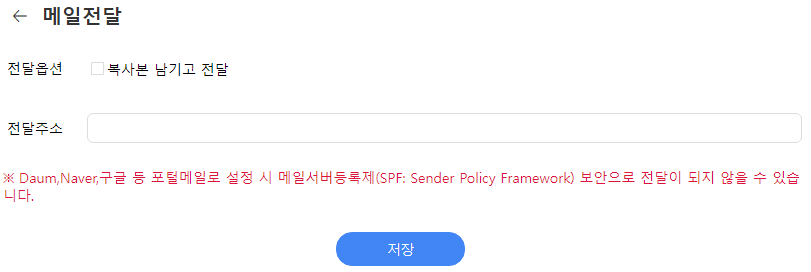 ← 메일전달
전달옵션 복사본 남기고 전달
전달주소
※ Daum,Naver,구글 등 포털메일로 설정 시 메일서버등록제(SPF: Sender Policy Framework) 보안으로 전달이 되지 않을 수 있습
니다.
저장